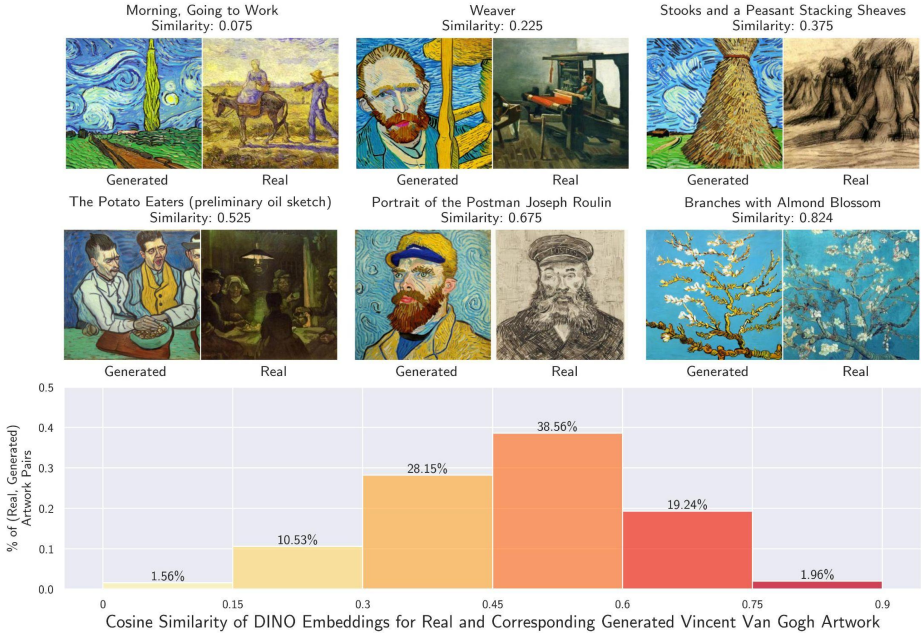 Morning, Going to Work
Similarity: 0.075
Weaver
Similarity: 0.225
Stooks and a Peasant Stacking Sheaves
Similarity: 0.375
Generated
Real
Generated
Real
Generated
Real
The Potato Eaters (preliminary oil sketch)
Similarity: 0.525
Portrait of the Postman Joseph Roulin
Similarity: 0.675
Branches with Almond Blossom
Similarity: 0.824
Generated
Real
Generated
Real
Generated
Real
% of (Real, Generated)
Artwork Pairs
0.5
0.4
0.3
0.2
0.1
0.0
1.56%
10.53%
28.15%
38.56%
19.24%
1.96%
0
0.15
0.3
0.45
0.6
0.75
0.9
Cosine Similarity of DINO Embeddings for Real and Corresponding Generated Vincent Van Gogh Artwork